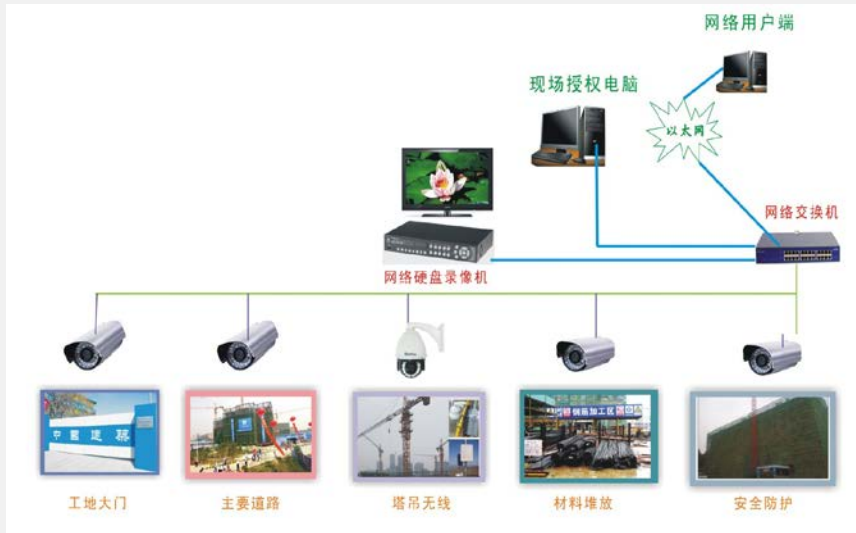 网络用户端
现场授权电脑
以太网
网络交换机
网络硬盘录像机
中国建筑
钢筋加工区
工地大门
主要道路
塔吊无线
材料堆放
安全防护